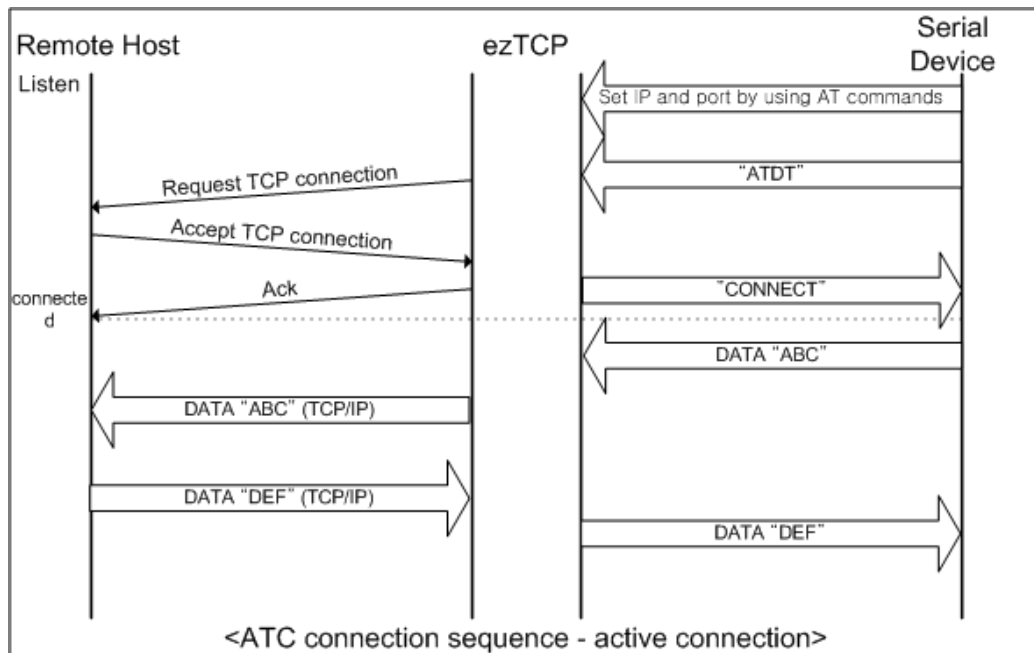 Remote Host
ezTCP
Serial
Device
Listen
Set IP and port by using AT commands
"ATDT"
Request TCP connection
Accept TCP connection
Ack
"CONNECT"
connecte
d
DATA "ABC"
DATA "ABC" (TCP/IP)
DATA "DEF" (TCP/IP)
DATA "DEF"
<ATC connection sequence - active connection>